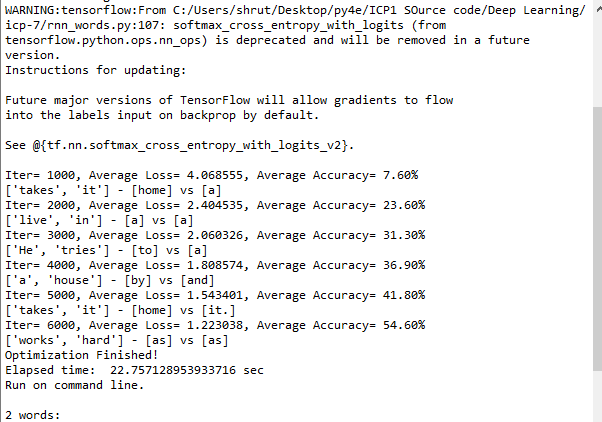 WARNING:tensorflow:From C:/Users/shrut/Desktop/py4e/ICP1 SOurce code/Deep Learning/
icp-7/rnn_words.py:107: softmax_cross_entropy_with_logits (from
tensorflow.python.ops.nn_ops) is deprecated and will be removed in a future
version.
Instructions for updating:

Future major versions of TensorFlow will allow gradients to flow
into the labels input on backprop by default.

See @{tf.nn.softmax_cross_entropy_with_logits_v2}.

Iter= 1000, Average Loss= 4.068555, Average Accuracy= 7.60%
['takes', 'it'] - [home] vs [a]
Iter= 2000, Average Loss= 2.404535, Average Accuracy= 23.60%
['live', 'in'] - [a] vs [a]
Iter= 3000, Average Loss= 2.060326, Average Accuracy= 31.30%
['He', 'tries'] - [to] vs [a]
Iter= 4000, Average Loss= 1.808574, Average Accuracy= 36.90%
['a', 'house'] - [by] vs [and]
Iter= 5000, Average Loss= 1.543401, Average Accuracy= 41.80%
['takes', 'it'] - [home] vs [it.]
Iter= 6000, Average Loss= 1.223038, Average Accuracy= 54.60%
['works', 'hard'] - [as] vs [as]
Optimization Finished!
Elapsed time:  22.757128953933716 sec
Run on command line.

2 words: